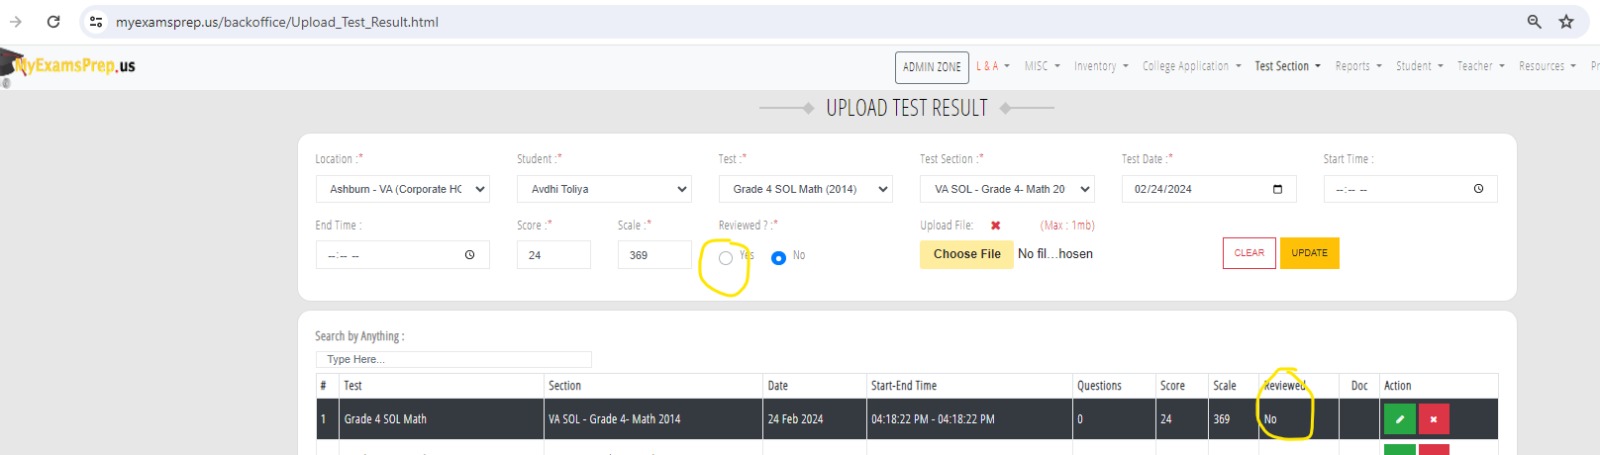 myexamsprep.us/backoffice/Upload_Test_Result.html
MyExamsPrep.us
ADMIN ZONE L & A MISC Inventory College Application Test Section Reports Student Teacher Resources Pr
UPLOAD TEST RESULT
Location :* Student :* Test :* Test Section :* Test Date :* Start Time :
Ashburn - VA (Corporate HC Avdhi Toliya Grade 4 SOL Math (2014) VA SOL - Grade 4- Math 20 02/24/2024 --:-- --
End Time : Score :* Scale :* Reviewed ? :* Upload File: ✖ (Max : 1mb)
--:-- -- 24 369 Yes No Choose File No fil...hosen CLEAR UPDATE
Search by Anything :
Type Here...
# Test Section Date Start-End Time Questions Score Scale Reviewed Doc Action
1 Grade 4 SOL Math VA SOL - Grade 4- Math 2014 24 Feb 2024 04:18:22 PM - 04:18:22 PM 0 24 369 No